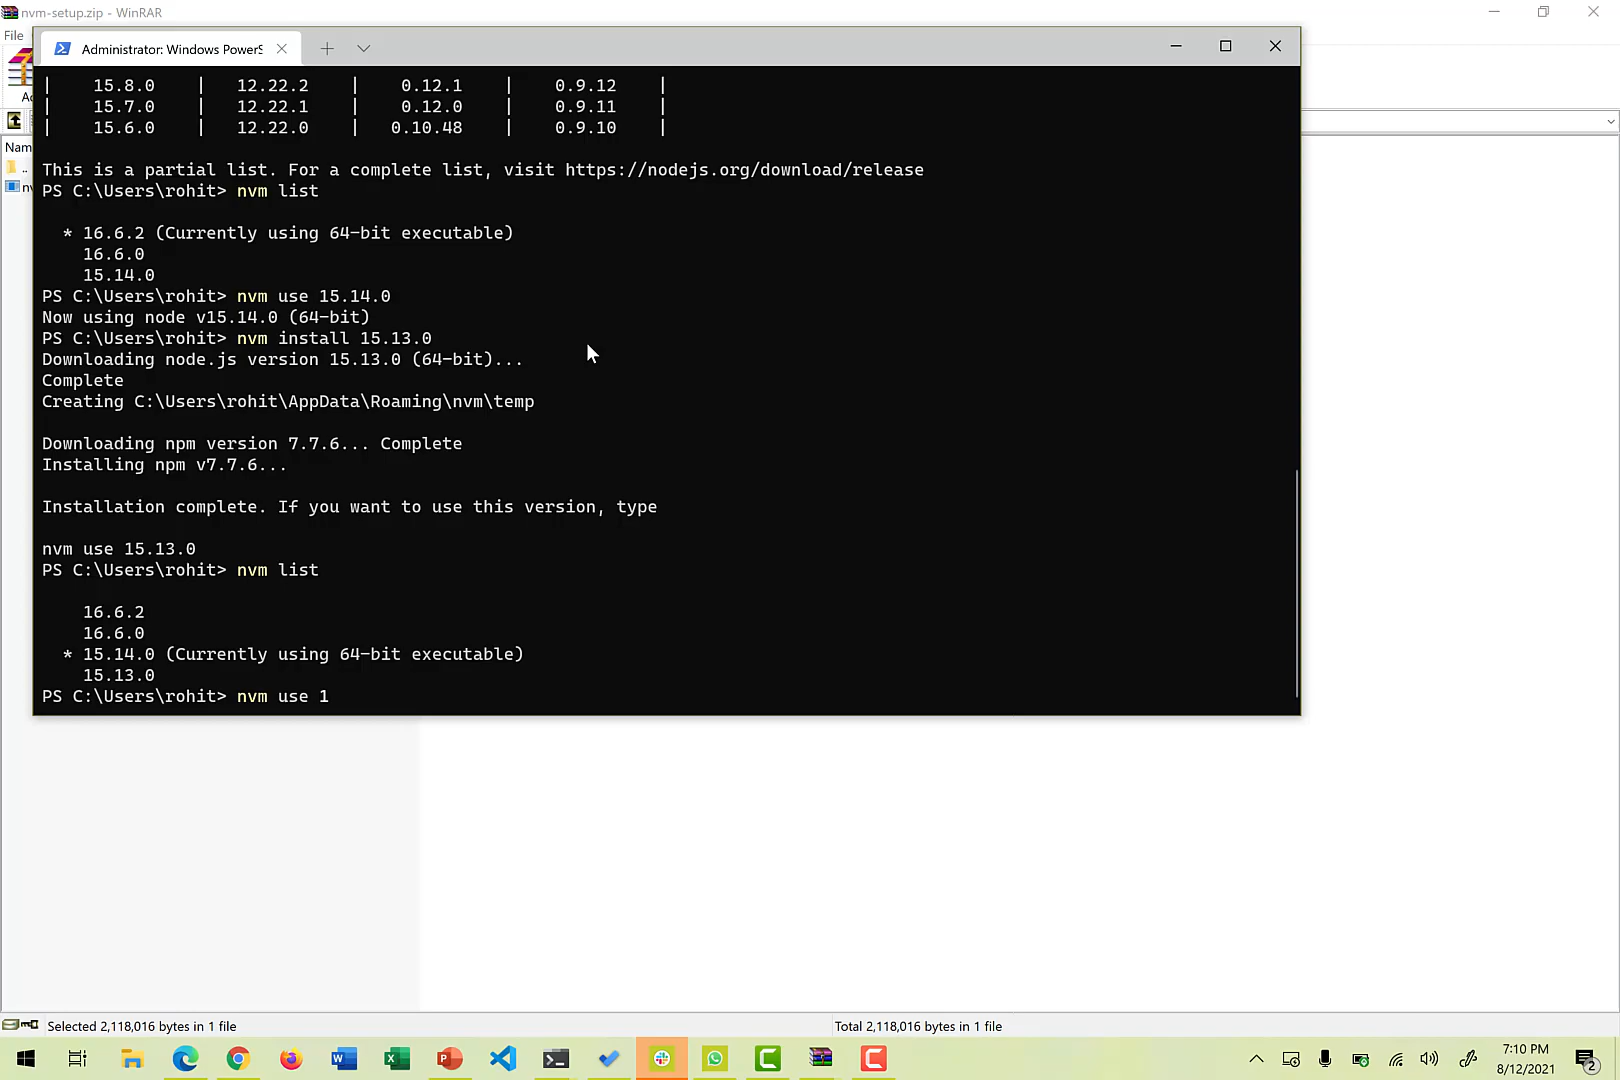 nvm-setup.zip - WinRAR
File
Administrator: Windows PowerS
| 15.8.0 | 12.22.2 | 0.12.1 | 0.9.12 |
| 15.7.0 | 12.22.1 | 0.12.0 | 0.9.11 |
| 15.6.0 | 12.22.0 | 0.10.48 | 0.9.10 |
This is a partial list. For a complete list, visit https://nodejs.org/download/release
PS C:\Users\rohit> nvm list
* 16.6.2 (Currently using 64-bit executable)
16.6.0
15.14.0
PS C:\Users\rohit> nvm use 15.14.0
Now using node v15.14.0 (64-bit)
PS C:\Users\rohit> nvm install 15.13.0
Downloading node.js version 15.13.0 (64-bit)...
Complete
Creating C:\Users\rohit\AppData\Roaming\nvm\temp
Downloading npm version 7.7.6... Complete
Installing npm v7.7.6...
Installation complete. If you want to use this version, type
nvm use 15.13.0
PS C:\Users\rohit> nvm list
16.6.2
16.6.0
* 15.14.0 (Currently using 64-bit executable)
15.13.0
PS C:\Users\rohit> nvm use 1
Selected 2,118,016 bytes in 1 file
Total 2,118,016 bytes in 1 file
7:10 PM
8/12/2021
2